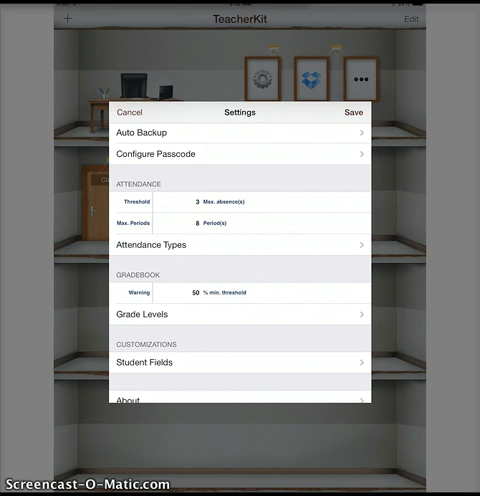 TeacherKit
Edit
Cancel
Settings
Save
Auto Backup
Configure Passcode
ATTENDANCE
Threshold 3 Max. absence(s)
Max. Periods 8 Period(s)
Attendance Types
GRADEBOOK
Warning 50 % min. threshold
Grade Levels
CUSTOMIZATIONS
Student Fields
About
Screencast-O-Matic.com